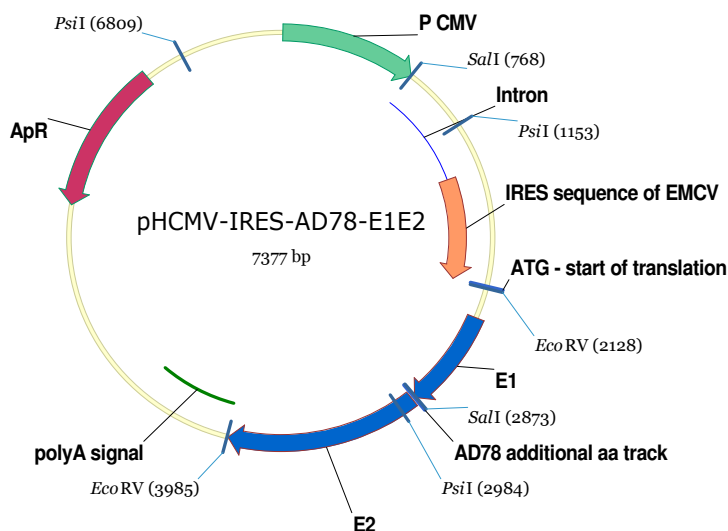 P CMV
PsiI (6809)
SalI (768)
Intron
ApR
PsiI (1153)
IRES sequence of EMCV
pHCMV-IRES-AD78-E1E2
7377 bp
ATG - start of translation
EcoRV (2128)
E1
SalI (2873)
polyA signal
AD78 additional aa track
EcoRV (3985)
PsiI (2984)
E2